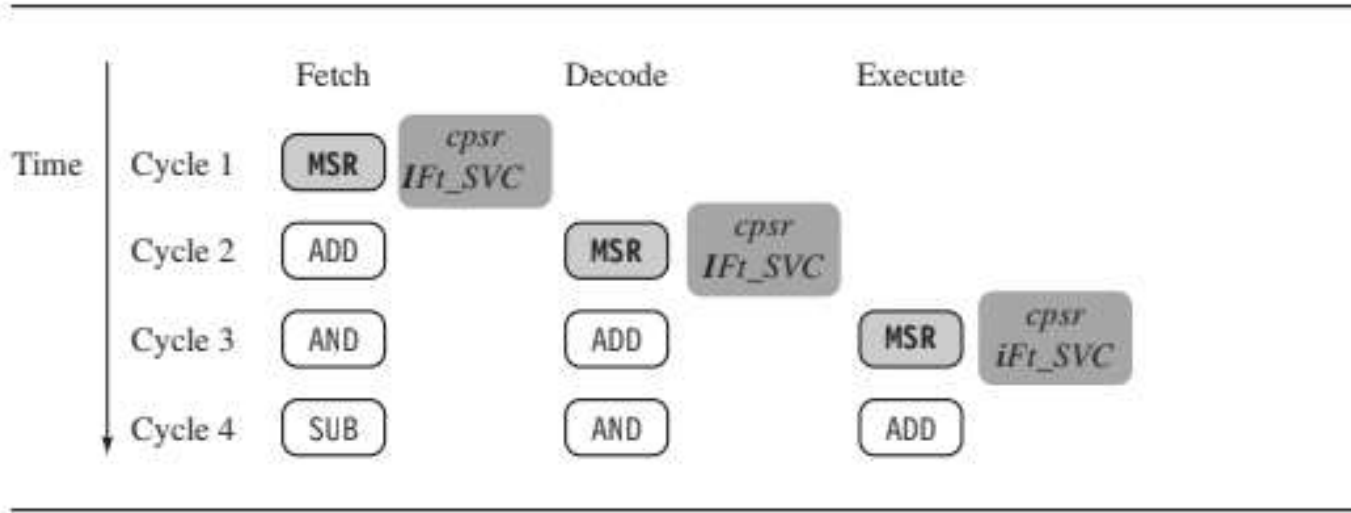 Fetch Decode Execute
Time Cycle 1 MSR cpsr
IFt_SVC
Cycle 2 ADD MSR cpsr
IFt_SVC
Cycle 3 AND ADD MSR cpsr
iFt_SVC
Cycle 4 SUB AND ADD